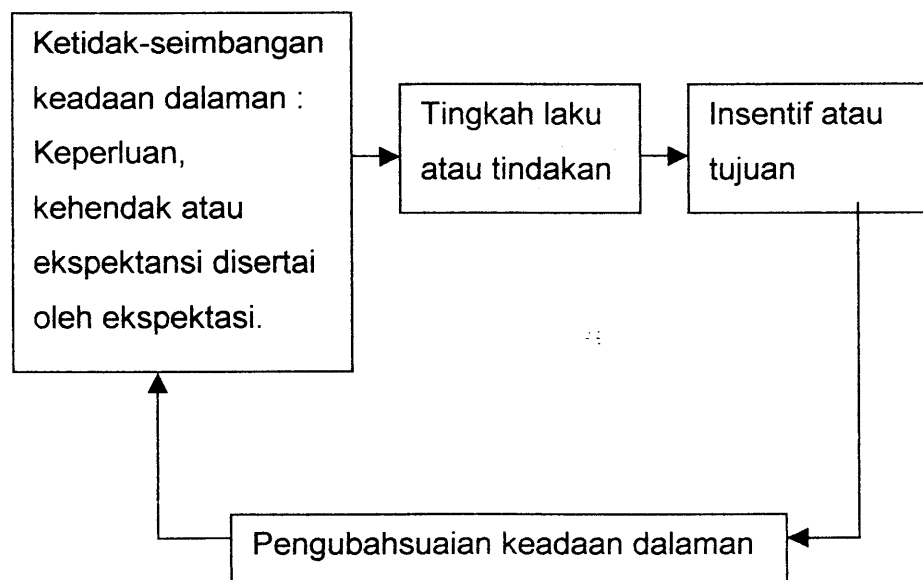 Ketidak-seimbangan
keadaan dalaman :
Keperluan,
kehendak atau
ekspektansi disertai
oleh ekspektasi.
Tingkah laku
atau tindakan
Insentif atau
tujuan
Pengubahsuaian keadaan dalaman